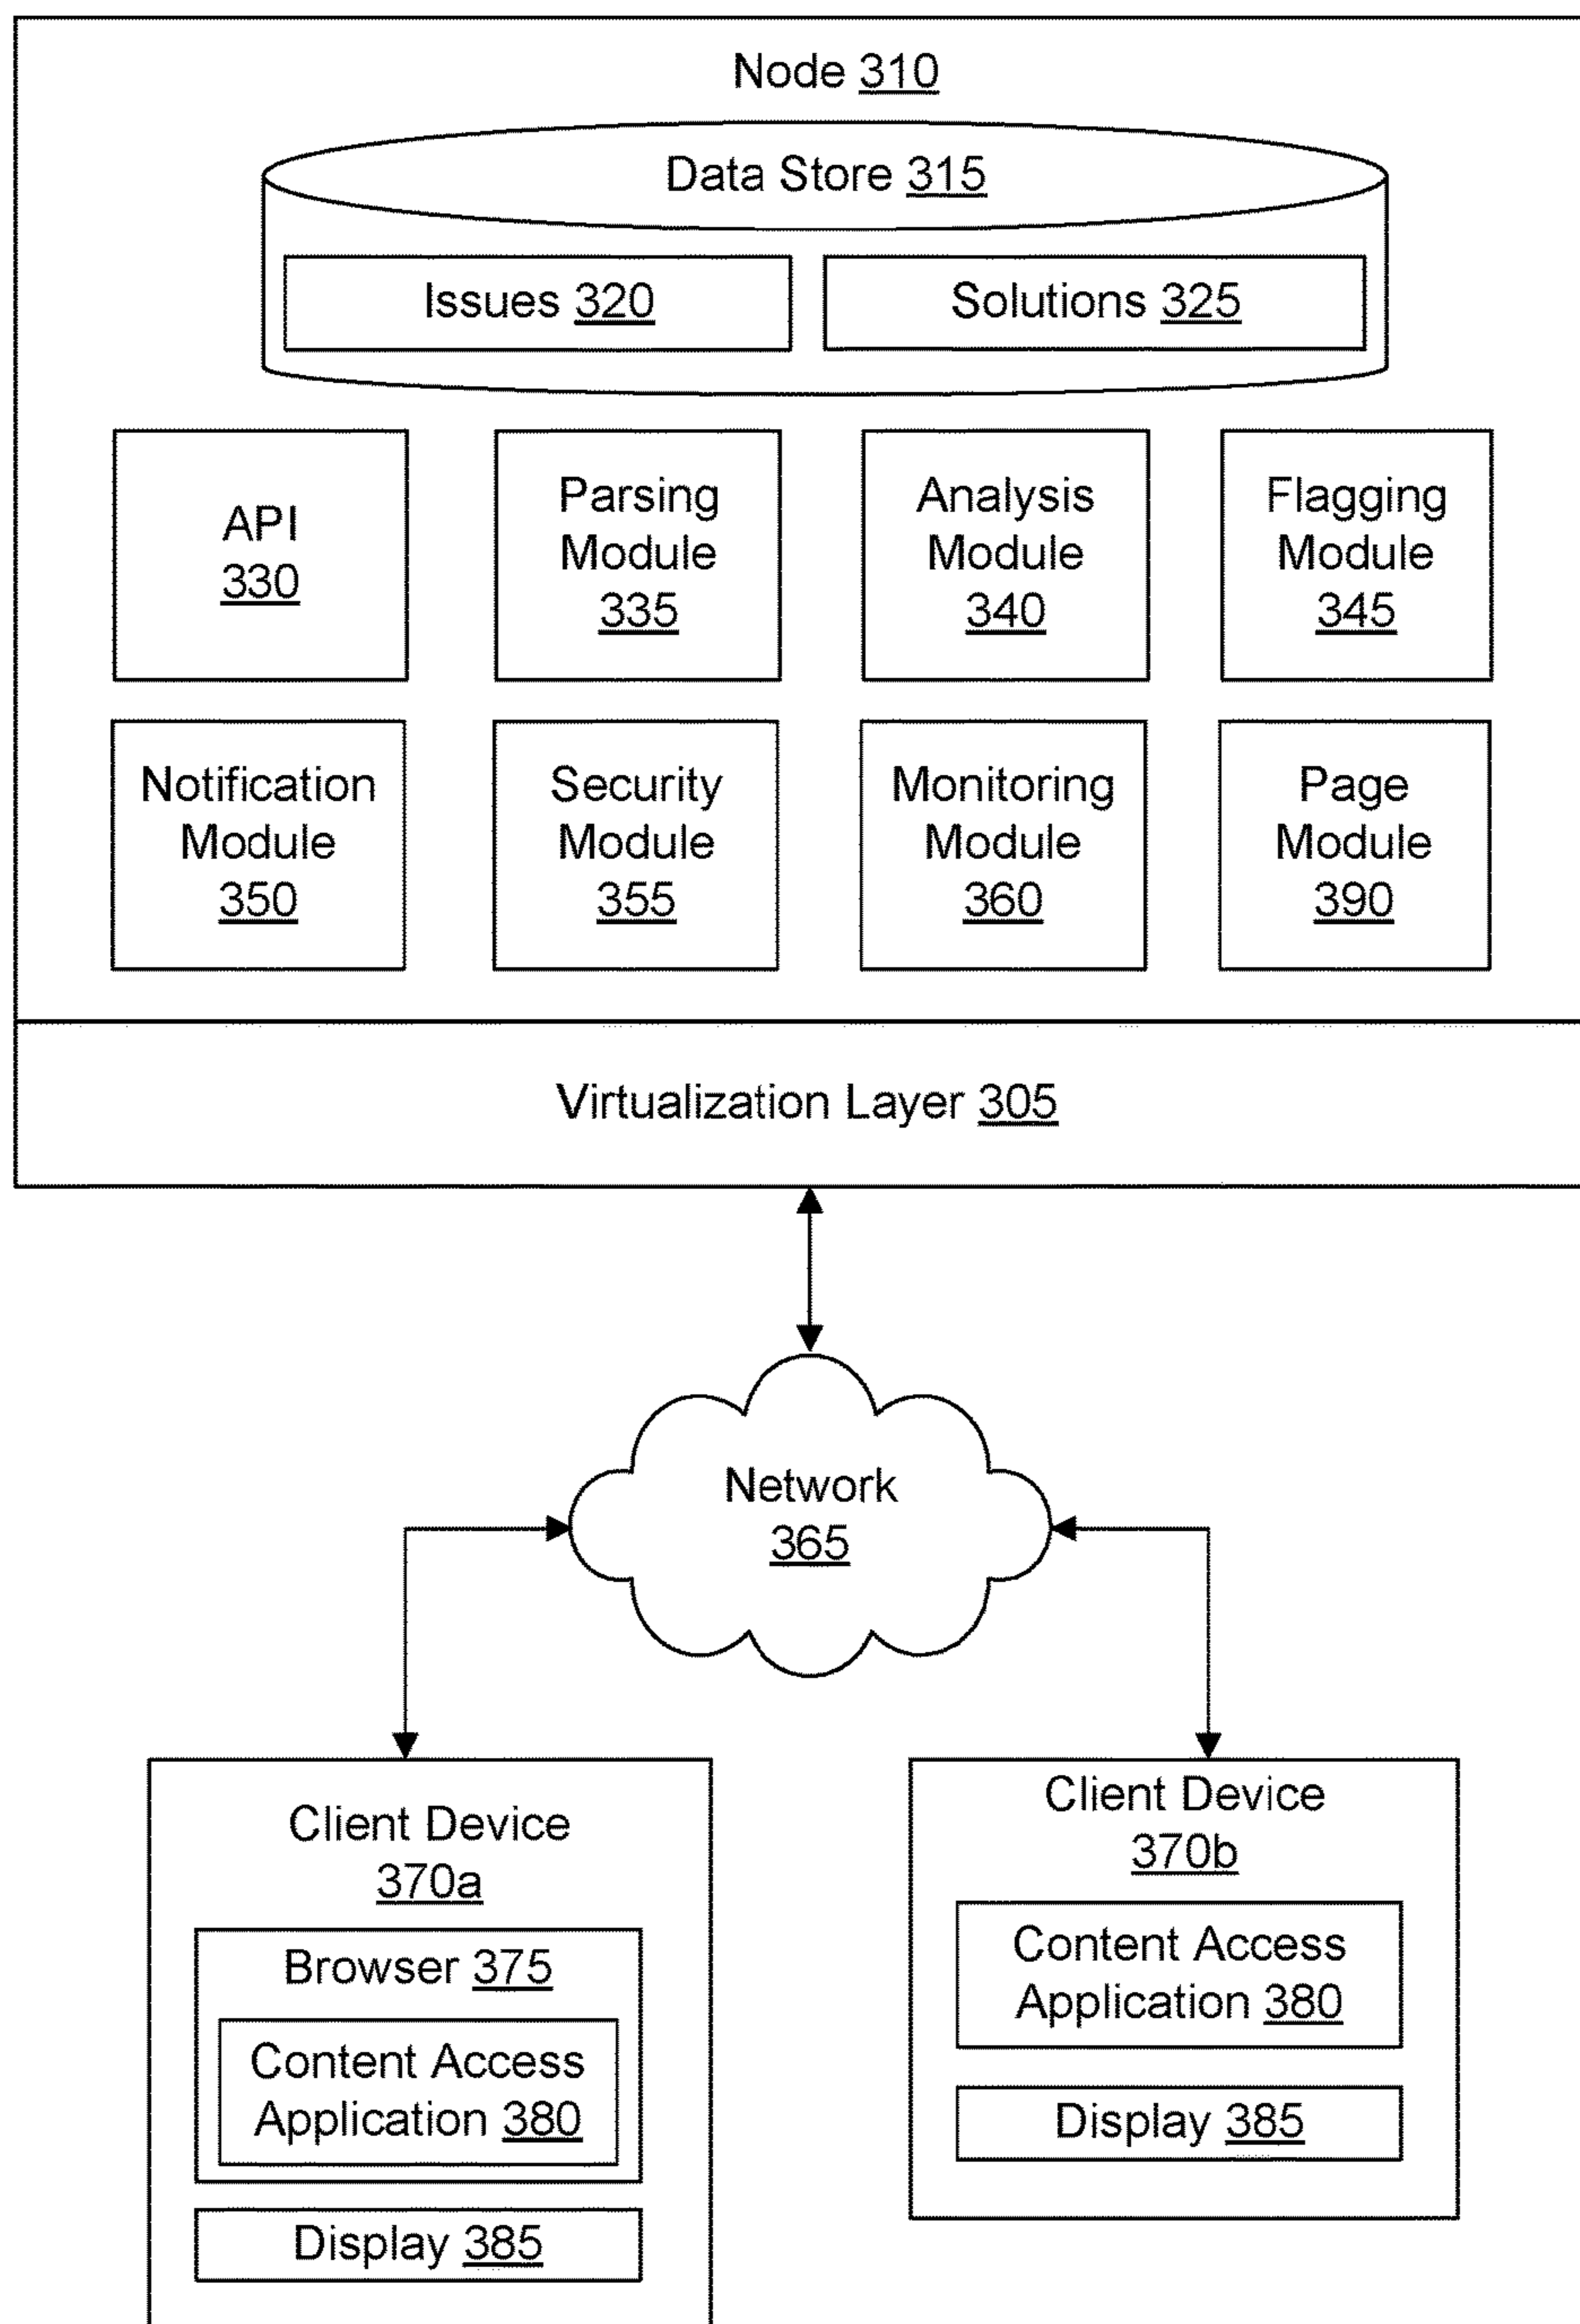 Node 310
Data Store 315
Issues 320
Solutions 325
API
330
Parsing
Module
335
Analysis
Module
340
Flagging
Module
345
Notification
Module
350
Security
Module
355
Monitoring
Module
360
Page
Module
390
Virtualization Layer 305
Network
365
Client Device
370a
Browser 375
Content Access
Application 380
Display 385
Client Device
370b
Content Access
Application 380
Display 385